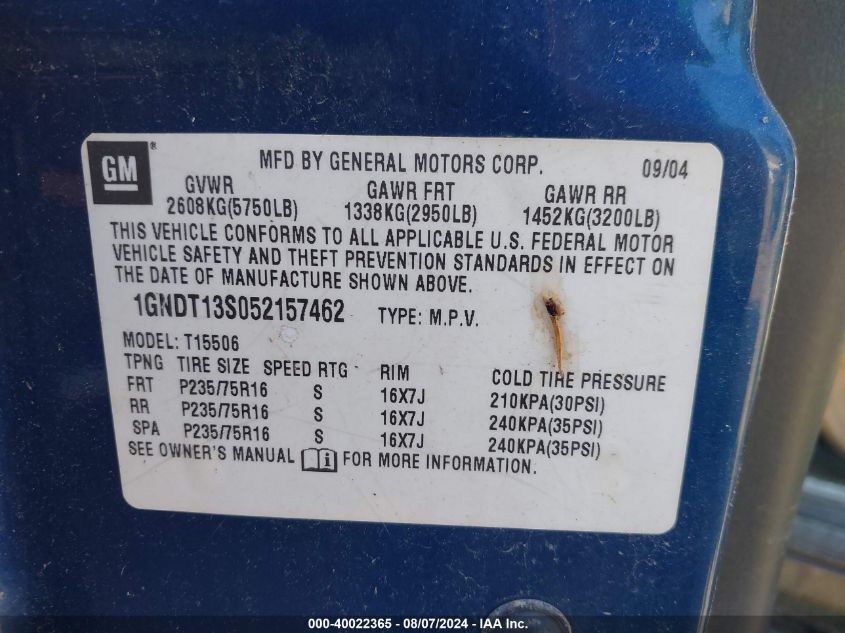 GM ®
MFD BY GENERAL MOTORS CORP. 09/04
GVWR GAWR FRT GAWR RR
2608KG(5750LB) 1338KG(2950LB) 1452KG(3200LB)
THIS VEHICLE CONFORMS TO ALL APPLICABLE U.S. FEDERAL MOTOR
VEHICLE SAFETY AND THEFT PREVENTION STANDARDS IN EFFECT ON
THE DATE OF MANUFACTURE SHOWN ABOVE.
1GNDT13S052157462 TYPE: M.P.V.
MODEL: T15506
TPNG TIRE SIZE SPEED RTG RIM COLD TIRE PRESSURE
FRT P235/75R16 S 16X7J 210KPA(30PSI)
RR P235/75R16 S 16X7J 240KPA(35PSI)
SPA P235/75R16 S 16X7J 240KPA(35PSI)
SEE OWNER'S MANUAL i FOR MORE INFORMATION.
000-40022365 - 08/07/2024 - IAA Inc.